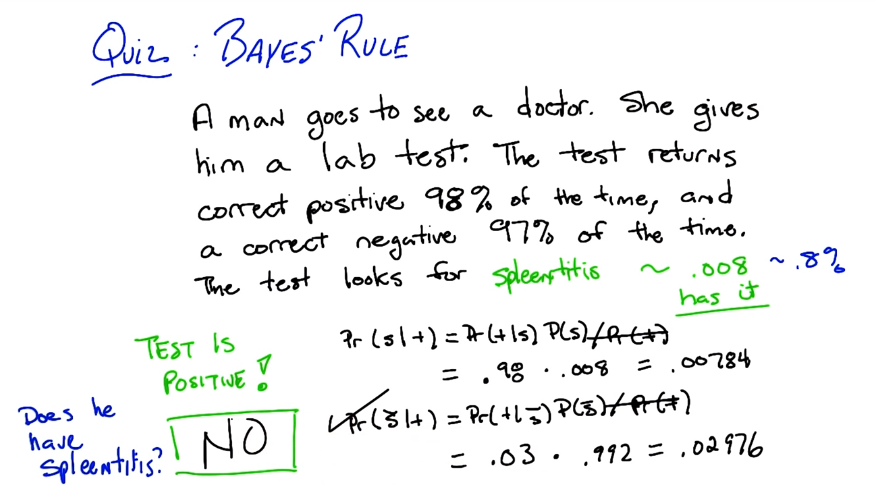 Quiz : BAYES' RULE
A man goes to see a doctor. She gives
him a lab test. The test returns
correct positive 98% of the time, and
a correct negative 97% of the time.
The test looks for spleentitis ~ .008 ~ .8%
has it
TEST IS
POSITIVE!
Does he
have
spleentitis?
NO
Pr(s|+) = Pr(+|s) P(s)/Pr(+)
= .98 · .008 = .00784
Pr(s̄|+) = Pr(+|s̄) P(s̄)/Pr(+)
= .03 · .992 = .02976